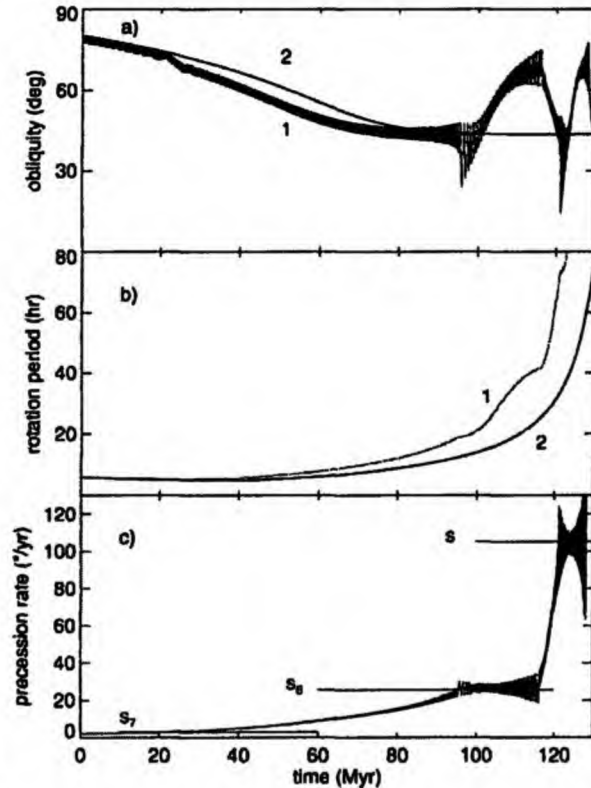 90
a)
2
60
1
30
obliquity (deg)
80
b)
60
40
1
20
2
rotation period (hr)
120
c)
s
100
80
60
40
s₆
20
s₇
0
precession rate (°/yr)
0 20 40 60 80 100 120
time (Myr)